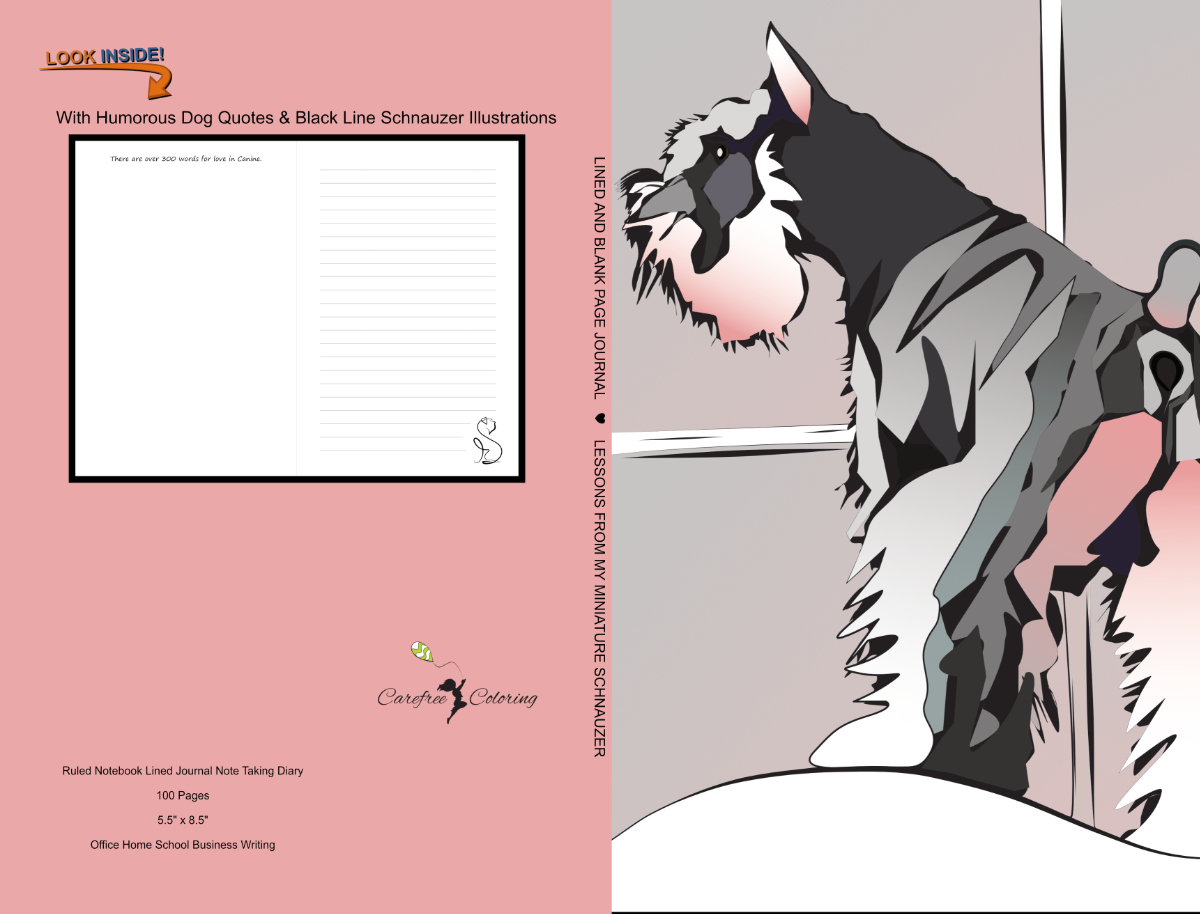 LOOK INSIDE!
With Humorous Dog Quotes & Black Line Schnauzer Illustrations
There are over 300 words for love in Canine.
Carefree Coloring
Ruled Notebook Lined Journal Note Taking Diary
100 Pages
5.5" x 8.5"
Office Home School Business Writing
LINED AND BLANK PAGE JOURNAL ♥ LESSONS FROM MY MINIATURE SCHNAUZER